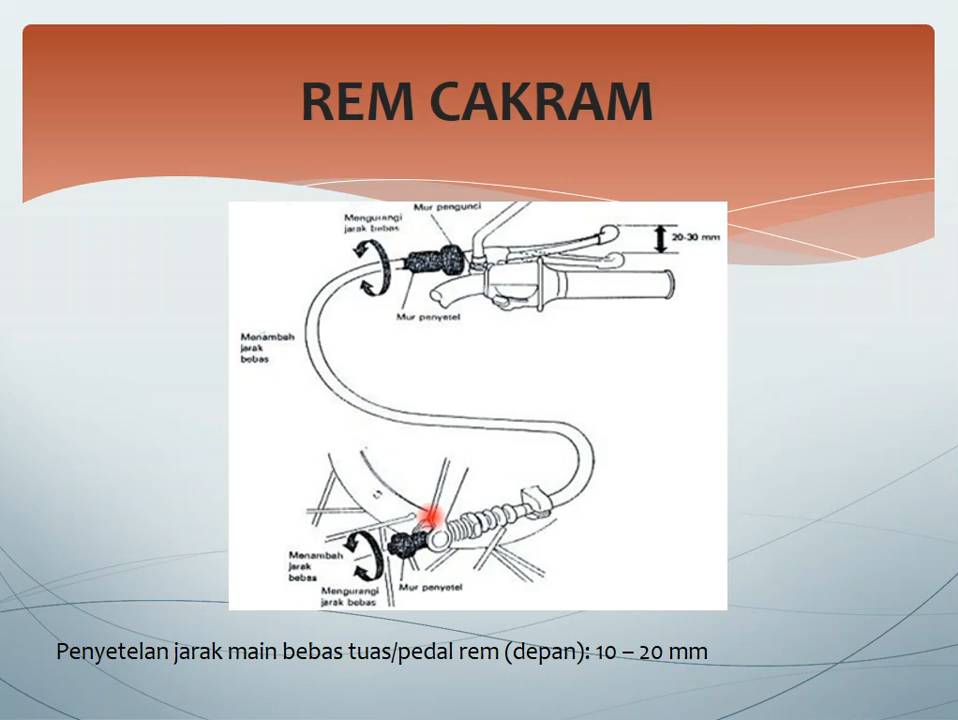 REM CAKRAM
Mur pengunci
Mengurangi
jarak bebas
20-30 mm
Mur penyetel
Menambah
jarak
bebas
Menambah
jarak
bebas
Mur penyetel
Mengurangi
jarak bebas
Penyetelan jarak main bebas tuas/pedal rem (depan): 10 – 20 mm